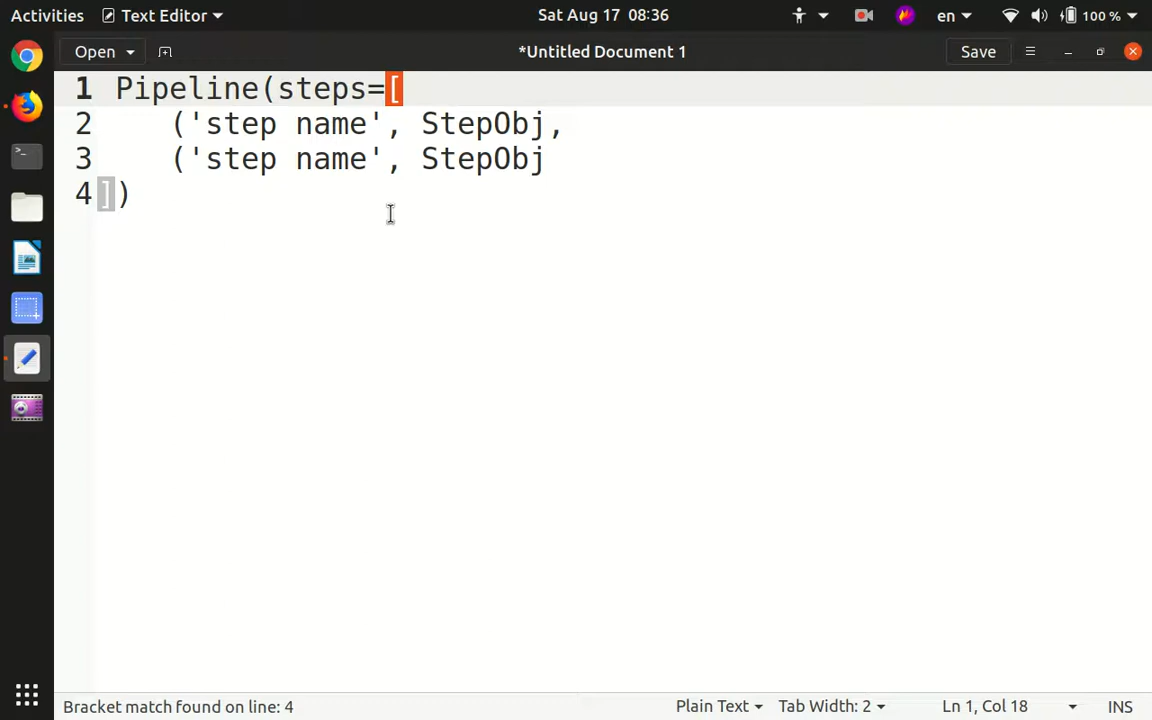 Activities Text Editor Sat Aug 17 08:36 en 100 %
Open *Untitled Document 1 Save
1 Pipeline(steps=[
2 ('step name', StepObj,
3 ('step name', StepObj
4 ])
Bracket match found on line: 4 Plain Text Tab Width: 2 Ln 1, Col 18 INS